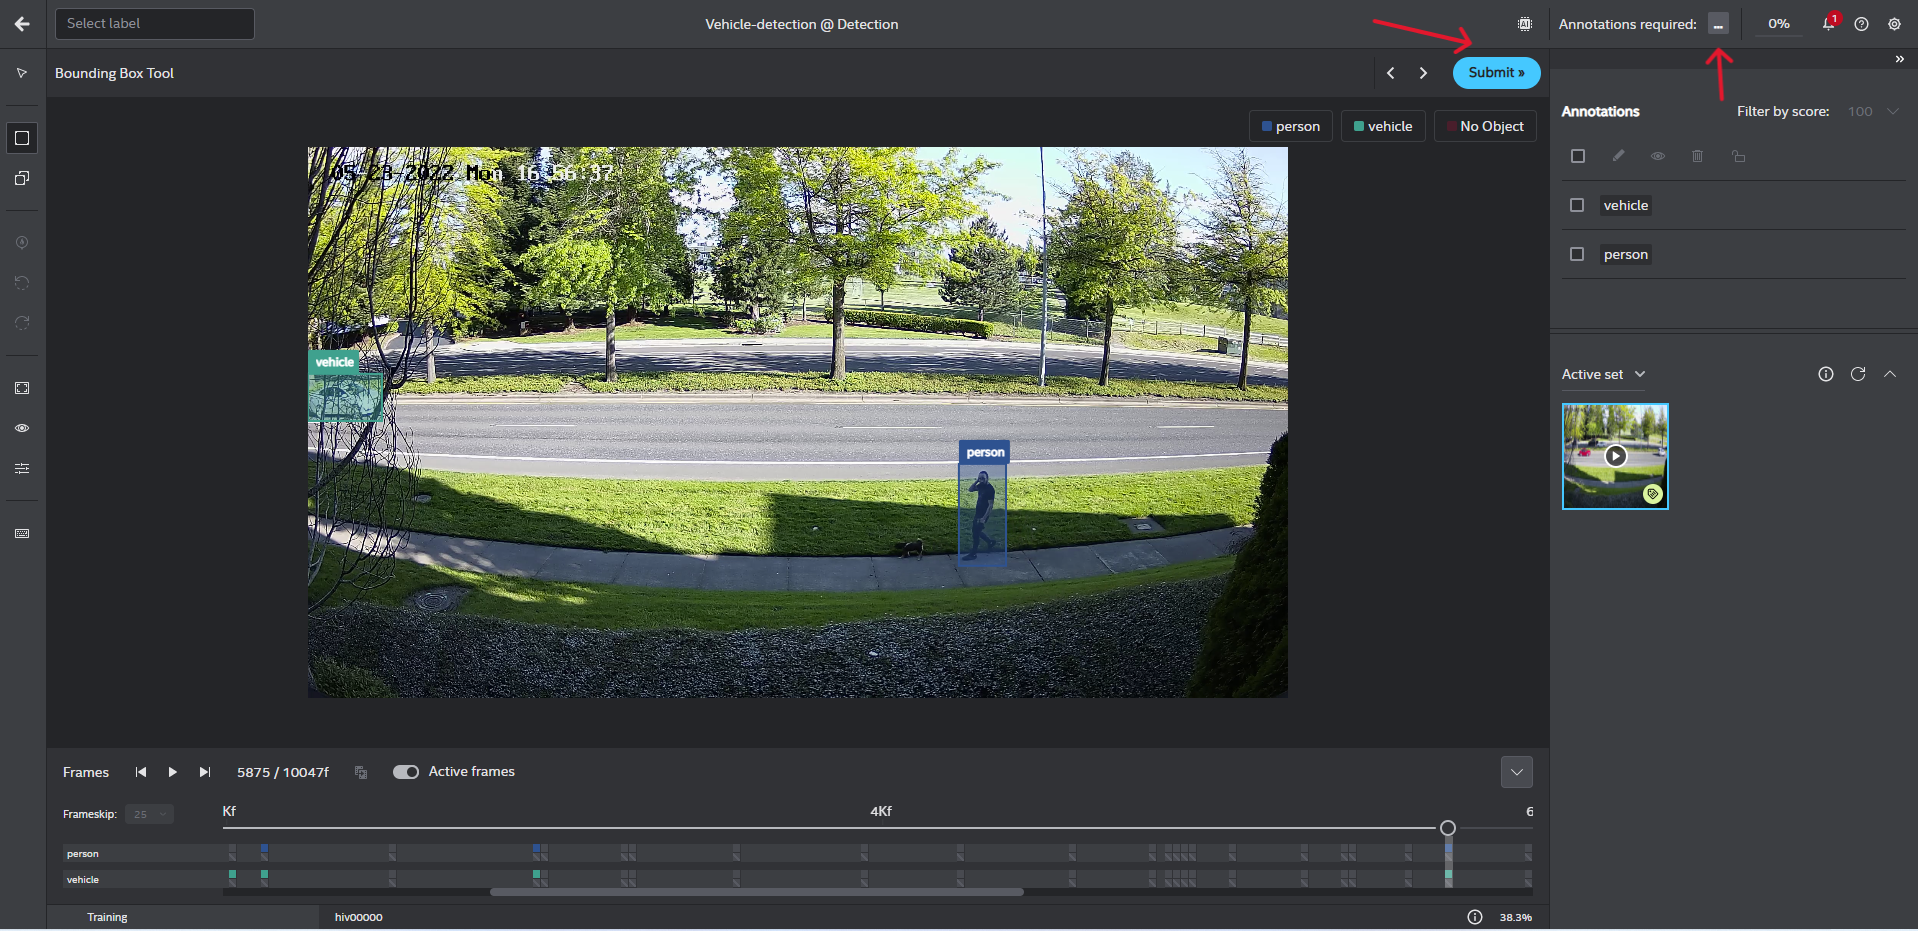 Select label
Vehicle-detection @ Detection
AI
Annotations required: ...
0%
1
Bounding Box Tool
Submit »
person
vehicle
No Object
05-23-2022 Mon 16:56:37
vehicle
person
Annotations
Filter by score: 100
vehicle
person
Active set
Frames
5875 / 10047f
Active frames
Frameskip: 25
Kf
4Kf
6
person
vehicle
Training
hiv00000
38.3%